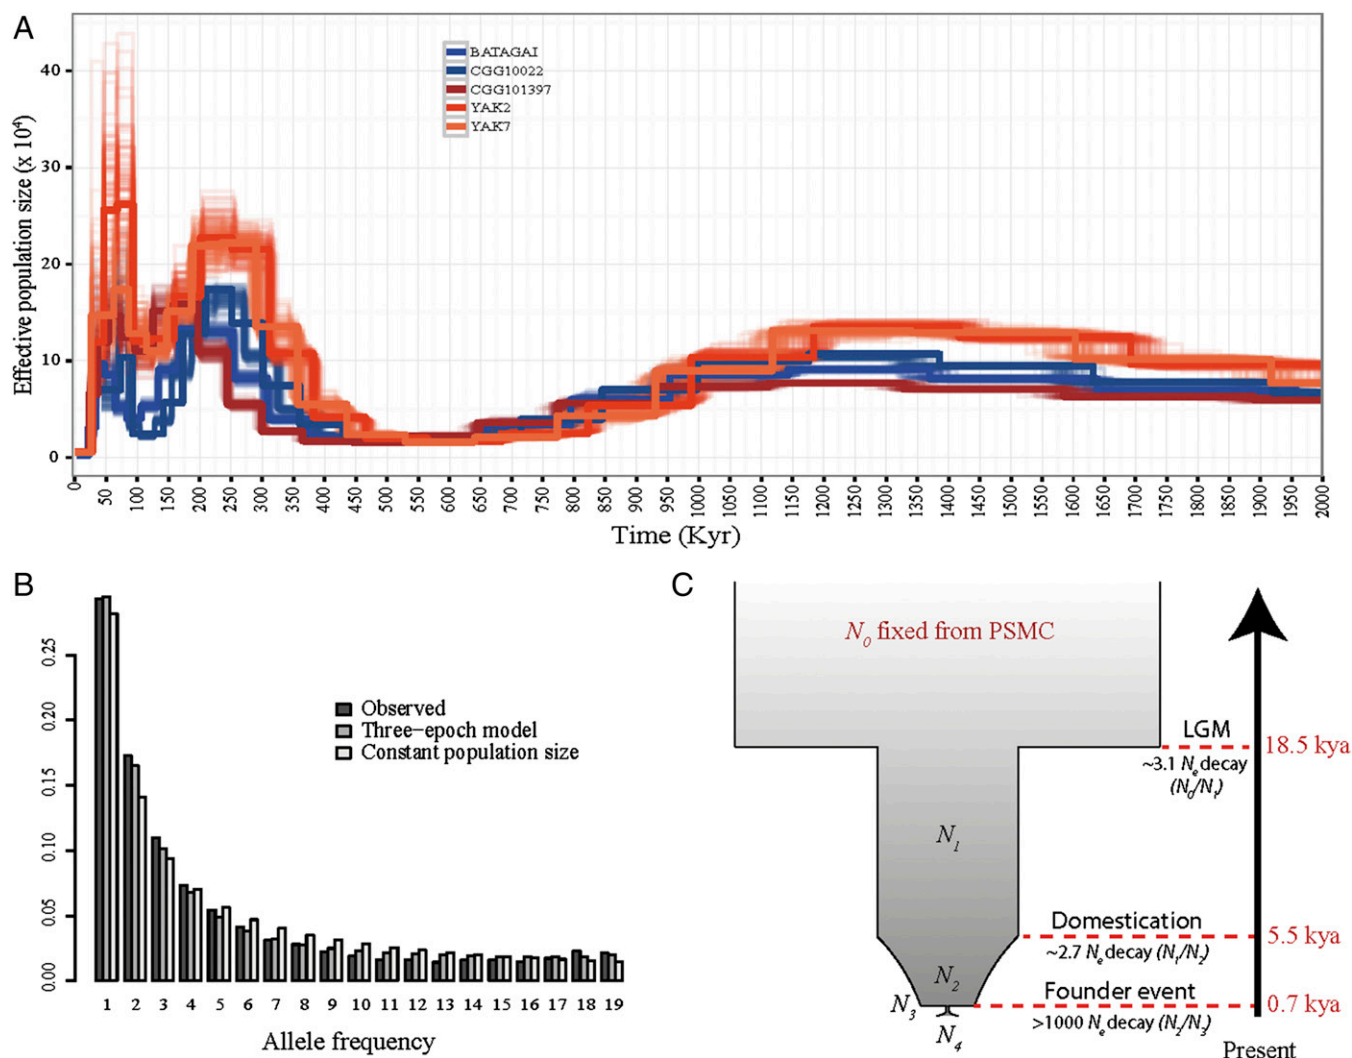 A
Effective population size (x 10⁴)
40
30
20
10
0
BATAGAI
CGG10022
CGG101397
YAK2
YAK7
0 50 100 150 200 250 300 350 400 450 500 550 600 650 700 750 800 850 900 950 1000 1050 1100 1150 1200 1250 1300 1350 1400 1450 1500 1550 1600 1650 1700 1750 1800 1850 1900 1950 2000
Time (Kyr)
B
0.25
0.20
0.15
0.10
0.05
0.00
Observed
Three-epoch model
Constant population size
1 2 3 4 5 6 7 8 9 10 11 12 13 14 15 16 17 18 19
Allele frequency
C
N₀ fixed from PSMC
LGM
18.5 kya
~3.1 Nₑ decay
(N₀/N₁)
N₁
Domestication
5.5 kya
~2.7 Nₑ decay (N₁/N₂)
N₂
Founder event
N₃
0.7 kya
>1000 Nₑ decay (N₂/N₃)
N₄
Present